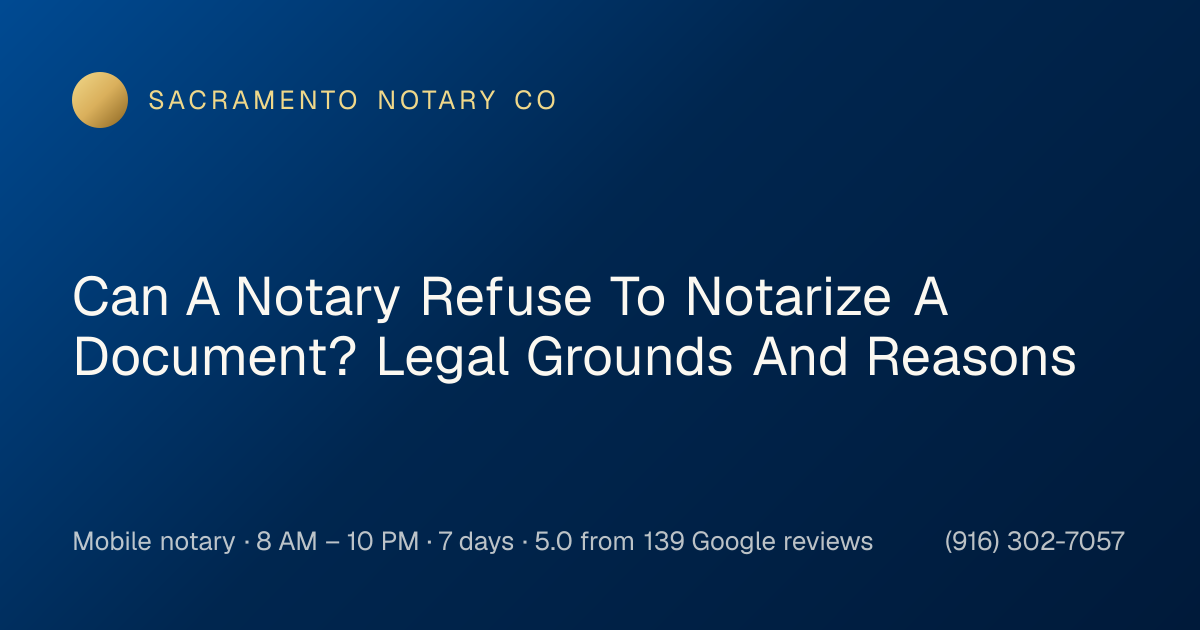 SACRAMENTO NOTARY CO
Can A Notary Refuse To Notarize A
Document? Legal Grounds And Reasons
Mobile notary · 8 AM – 10 PM · 7 days · 5.0 from 139 Google reviews
(916) 302-7057